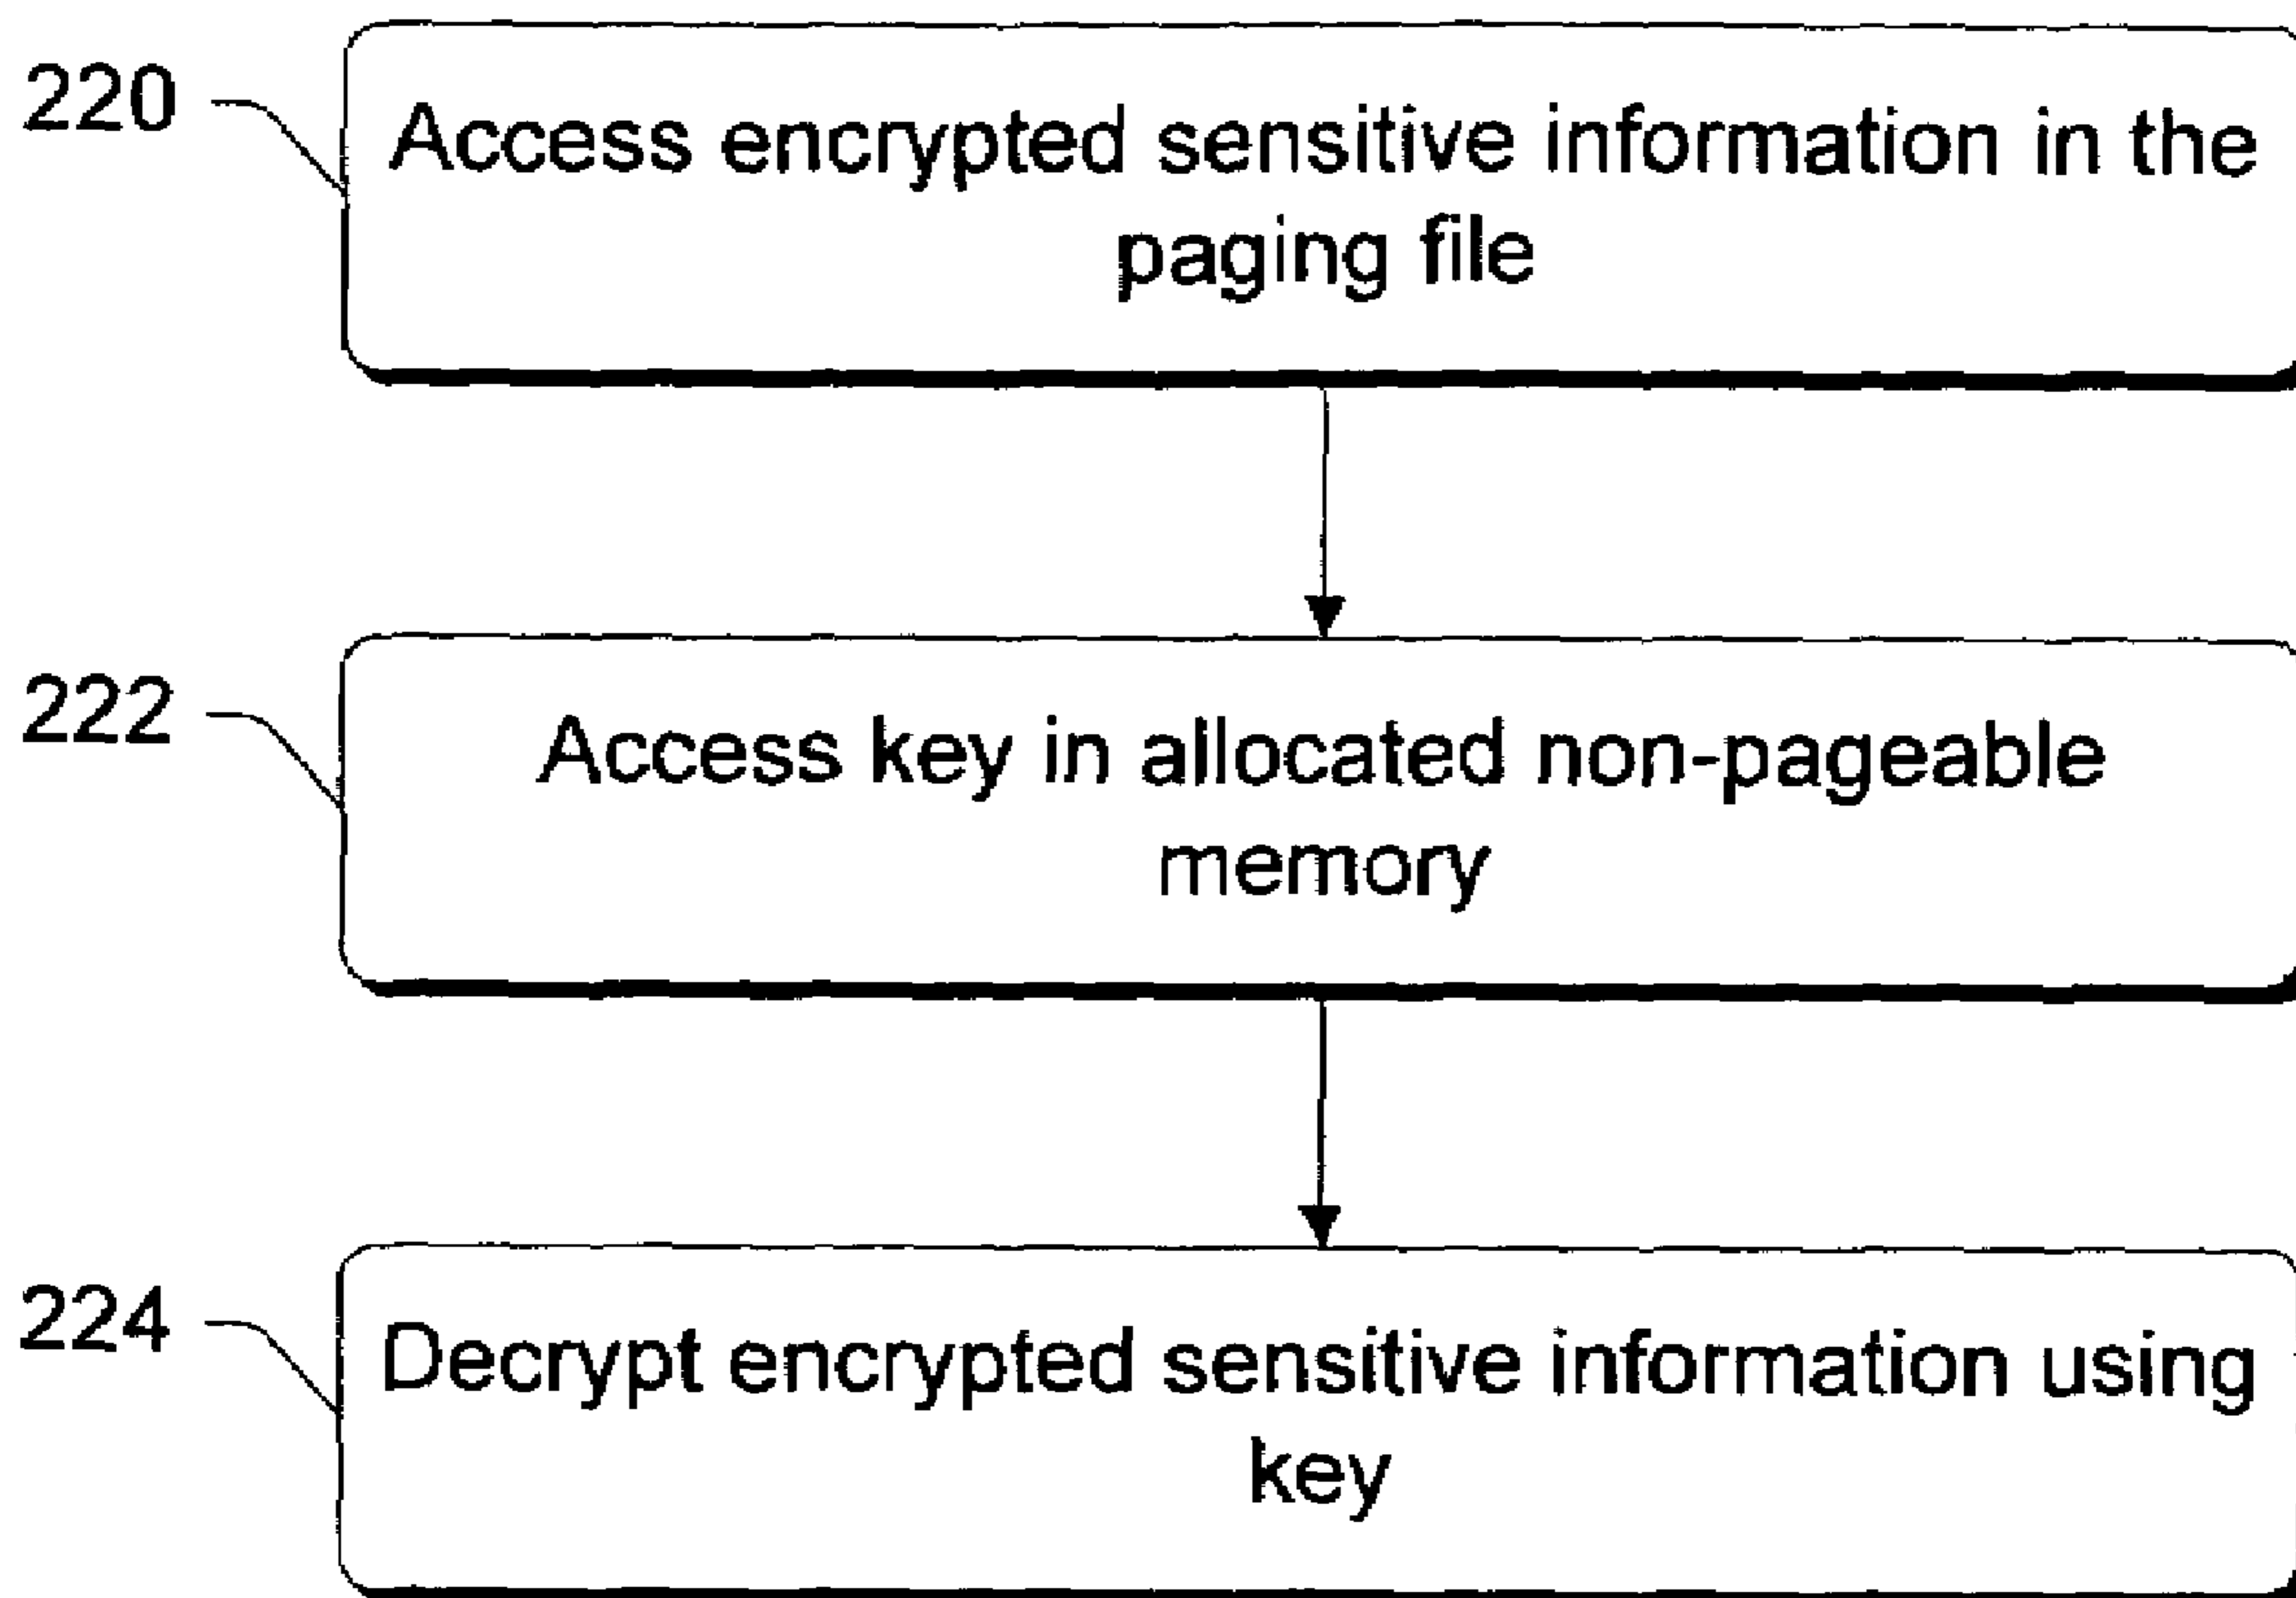 220
Access encrypted sensitive information in the
paging file
222
Access key in allocated non-pageable
memory
224
Decrypt encrypted sensitive information using
key